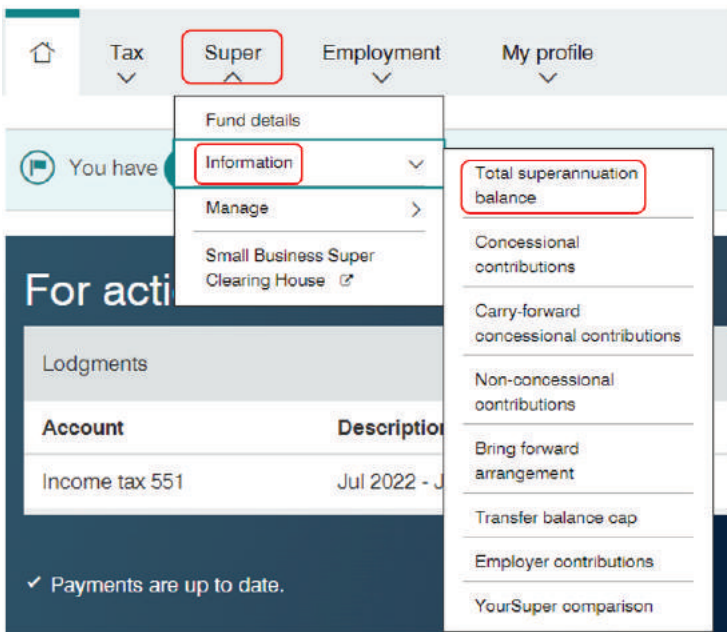 Tax
Super
Employment
My profile
Fund details
You have
Information
Total superannuation
balance
Manage
Concessional
contributions
Small Business Super
Clearing House
For acti
Carry-forward
concessional contributions
Lodgments
Non-concessional
contributions
Account
Description
Bring forward
arrangement
Income tax 551
Jul 2022 - J
Transfer balance cap
Employer contributions
Payments are up to date.
YourSuper comparison